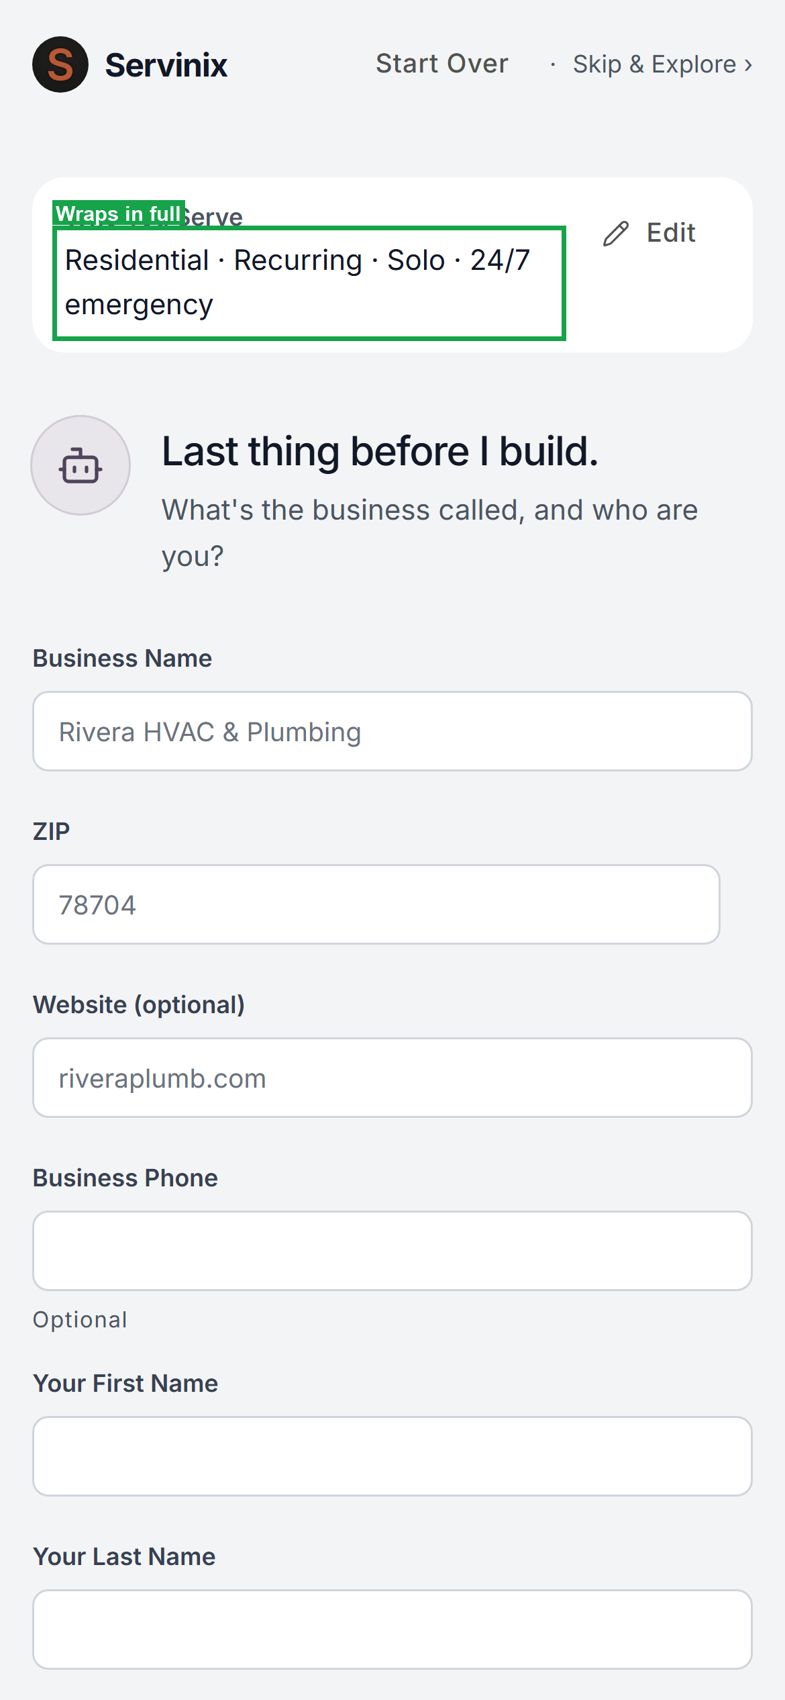 S Servinix
Start Over · Skip & Explore ›
Wraps in full Serve
Residential · Recurring · Solo · 24/7
emergency
Edit
Last thing before I build.
What's the business called, and who are
you?
Business Name
Rivera HVAC & Plumbing
ZIP
78704
Website (optional)
riveraplumb.com
Business Phone
Optional
Your First Name
Your Last Name